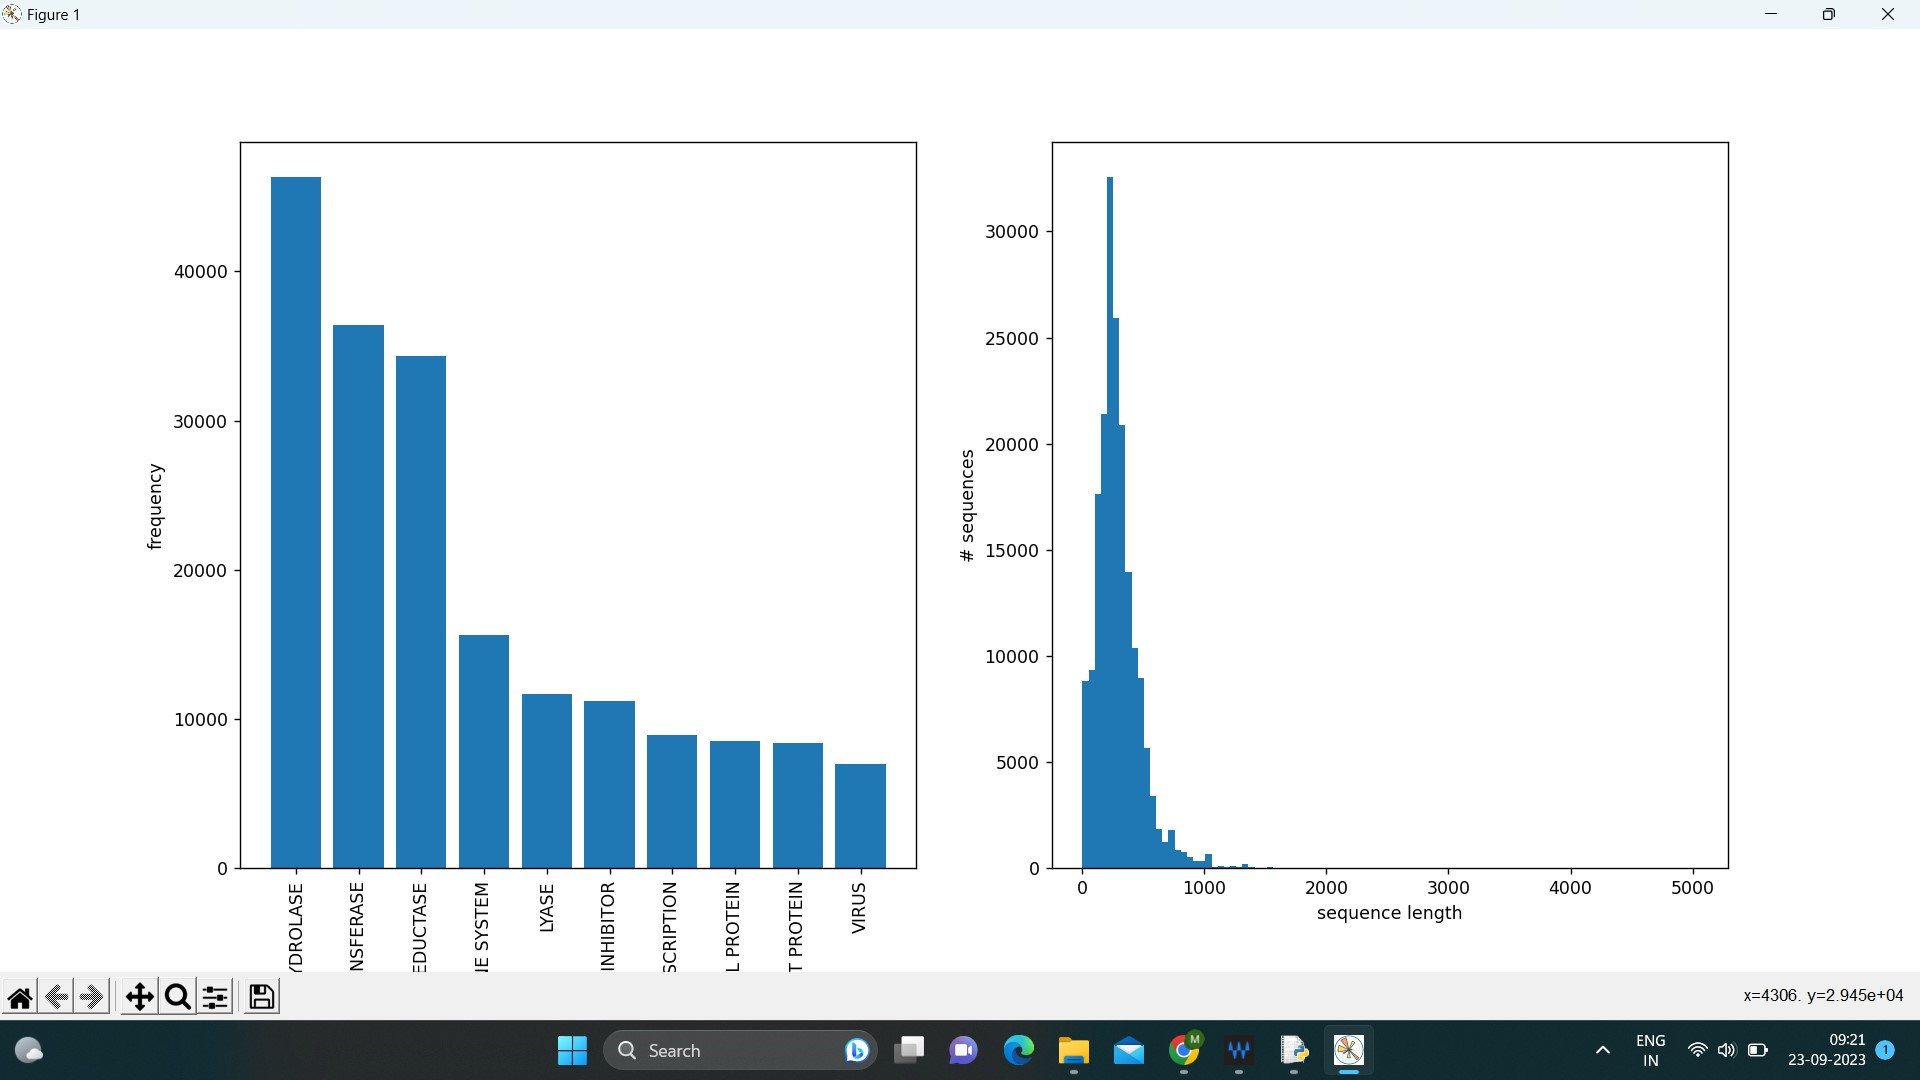 Figure 1
40000
30000
20000
10000
0
frequency
YDROLASE
NSFERASE
EDUCTASE
NE SYSTEM
LYASE
INHIBITOR
SCRIPTION
L PROTEIN
T PROTEIN
VIRUS
30000
25000
20000
15000
10000
5000
0
# sequences
0 1000 2000 3000 4000 5000
sequence length
x=4306. y=2.945e+04
Search
M
ENG
IN
09:21
23-09-2023
1